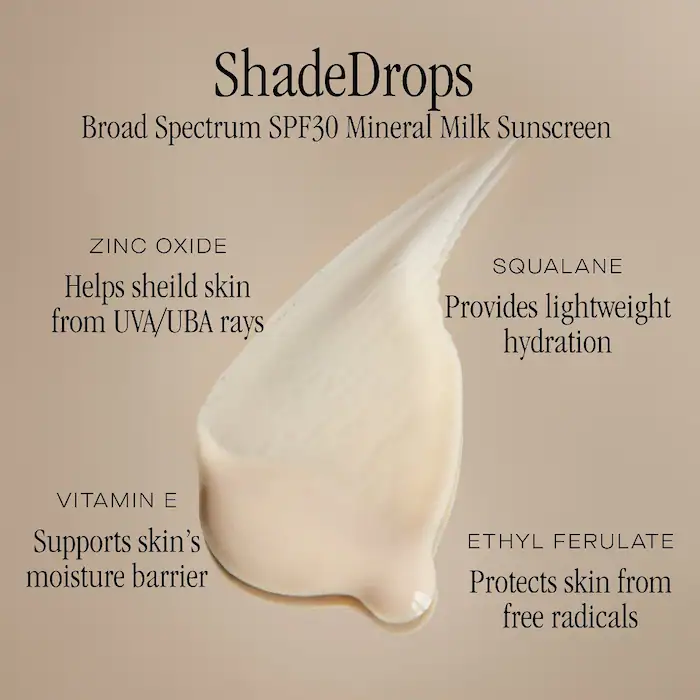 ShadeDrops
Broad Spectrum SPF30 Mineral Milk Sunscreen
ZINC OXIDE
Helps sheild skin
from UVA/UBA rays
SQUALANE
Provides lightweight
hydration
VITAMIN E
Supports skin’s
moisture barrier
ETHYL FERULATE
Protects skin from
free radicals